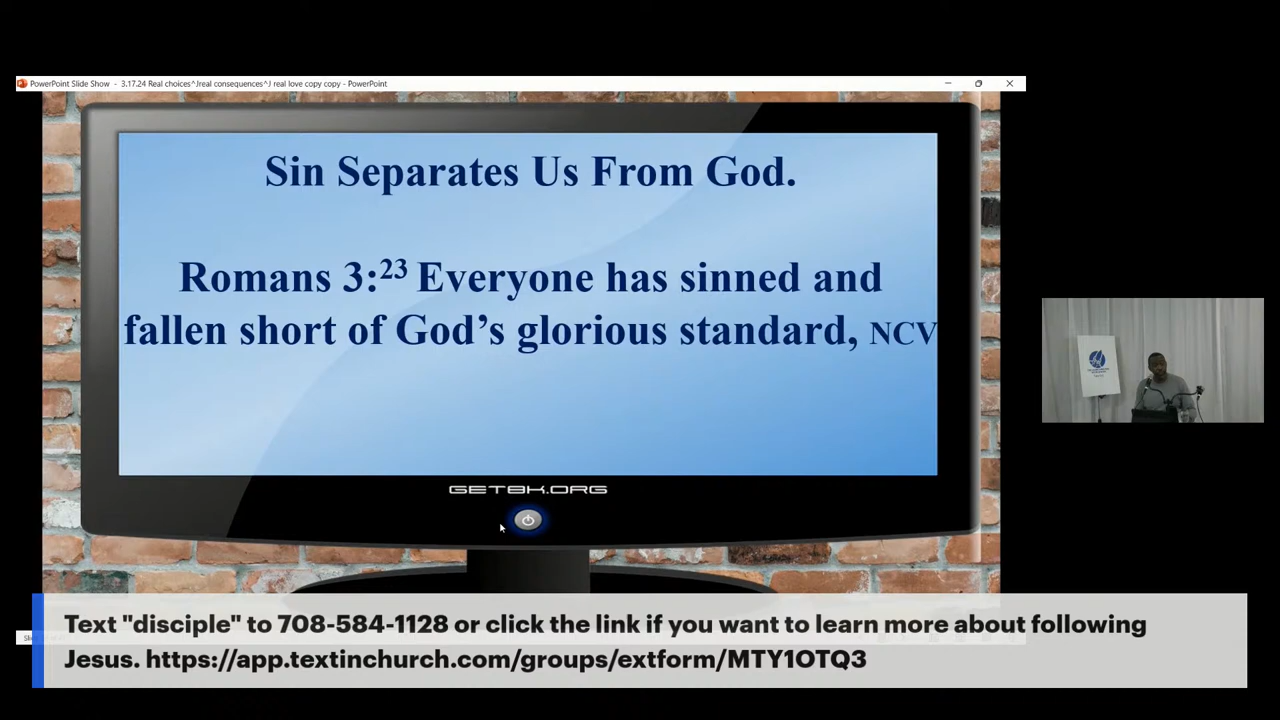 PowerPoint Slide Show - 3.17.24 Real choices^Jreal consequences^J real love copy copy - PowerPoint
Sin Separates Us From God.
Romans 3:23 Everyone has sinned and
fallen short of God's glorious standard, NCV
GET8K.ORG
Text "disciple" to 708-584-1128 or click the link if you want to learn more about following
Jesus. https://app.textinchurch.com/groups/extform/MTY1OTQ3